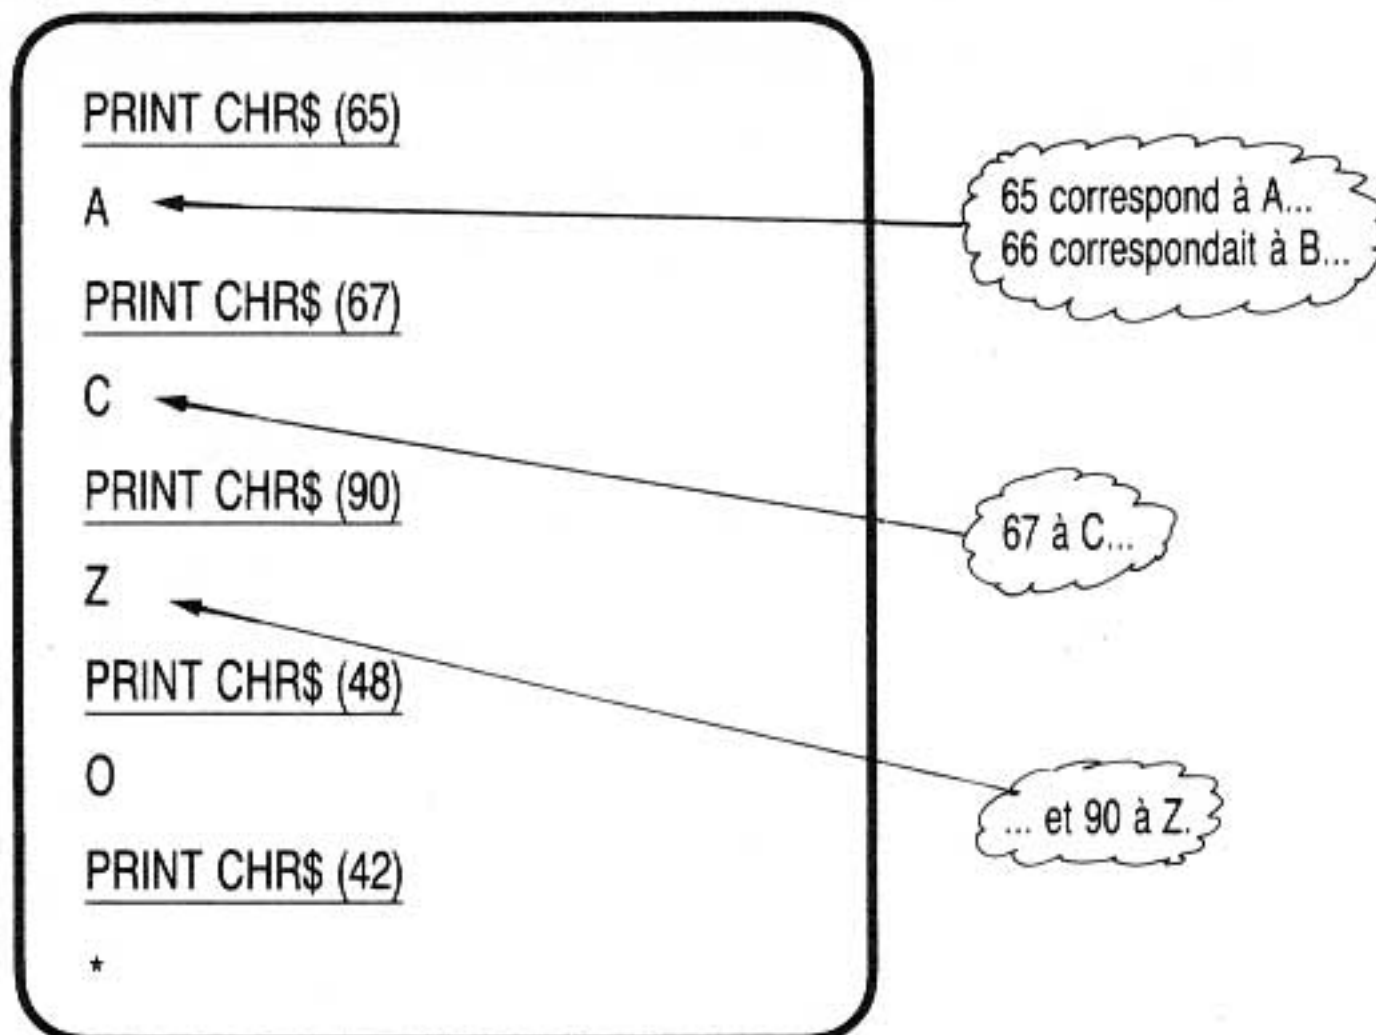 PRINT CHR$ (65)
A
65 correspond à A...
66 correspondait à B...
PRINT CHR$ (67)
C
67 à C...
PRINT CHR$ (90)
Z
... et 90 à Z.
PRINT CHR$ (48)
O
PRINT CHR$ (42)
*